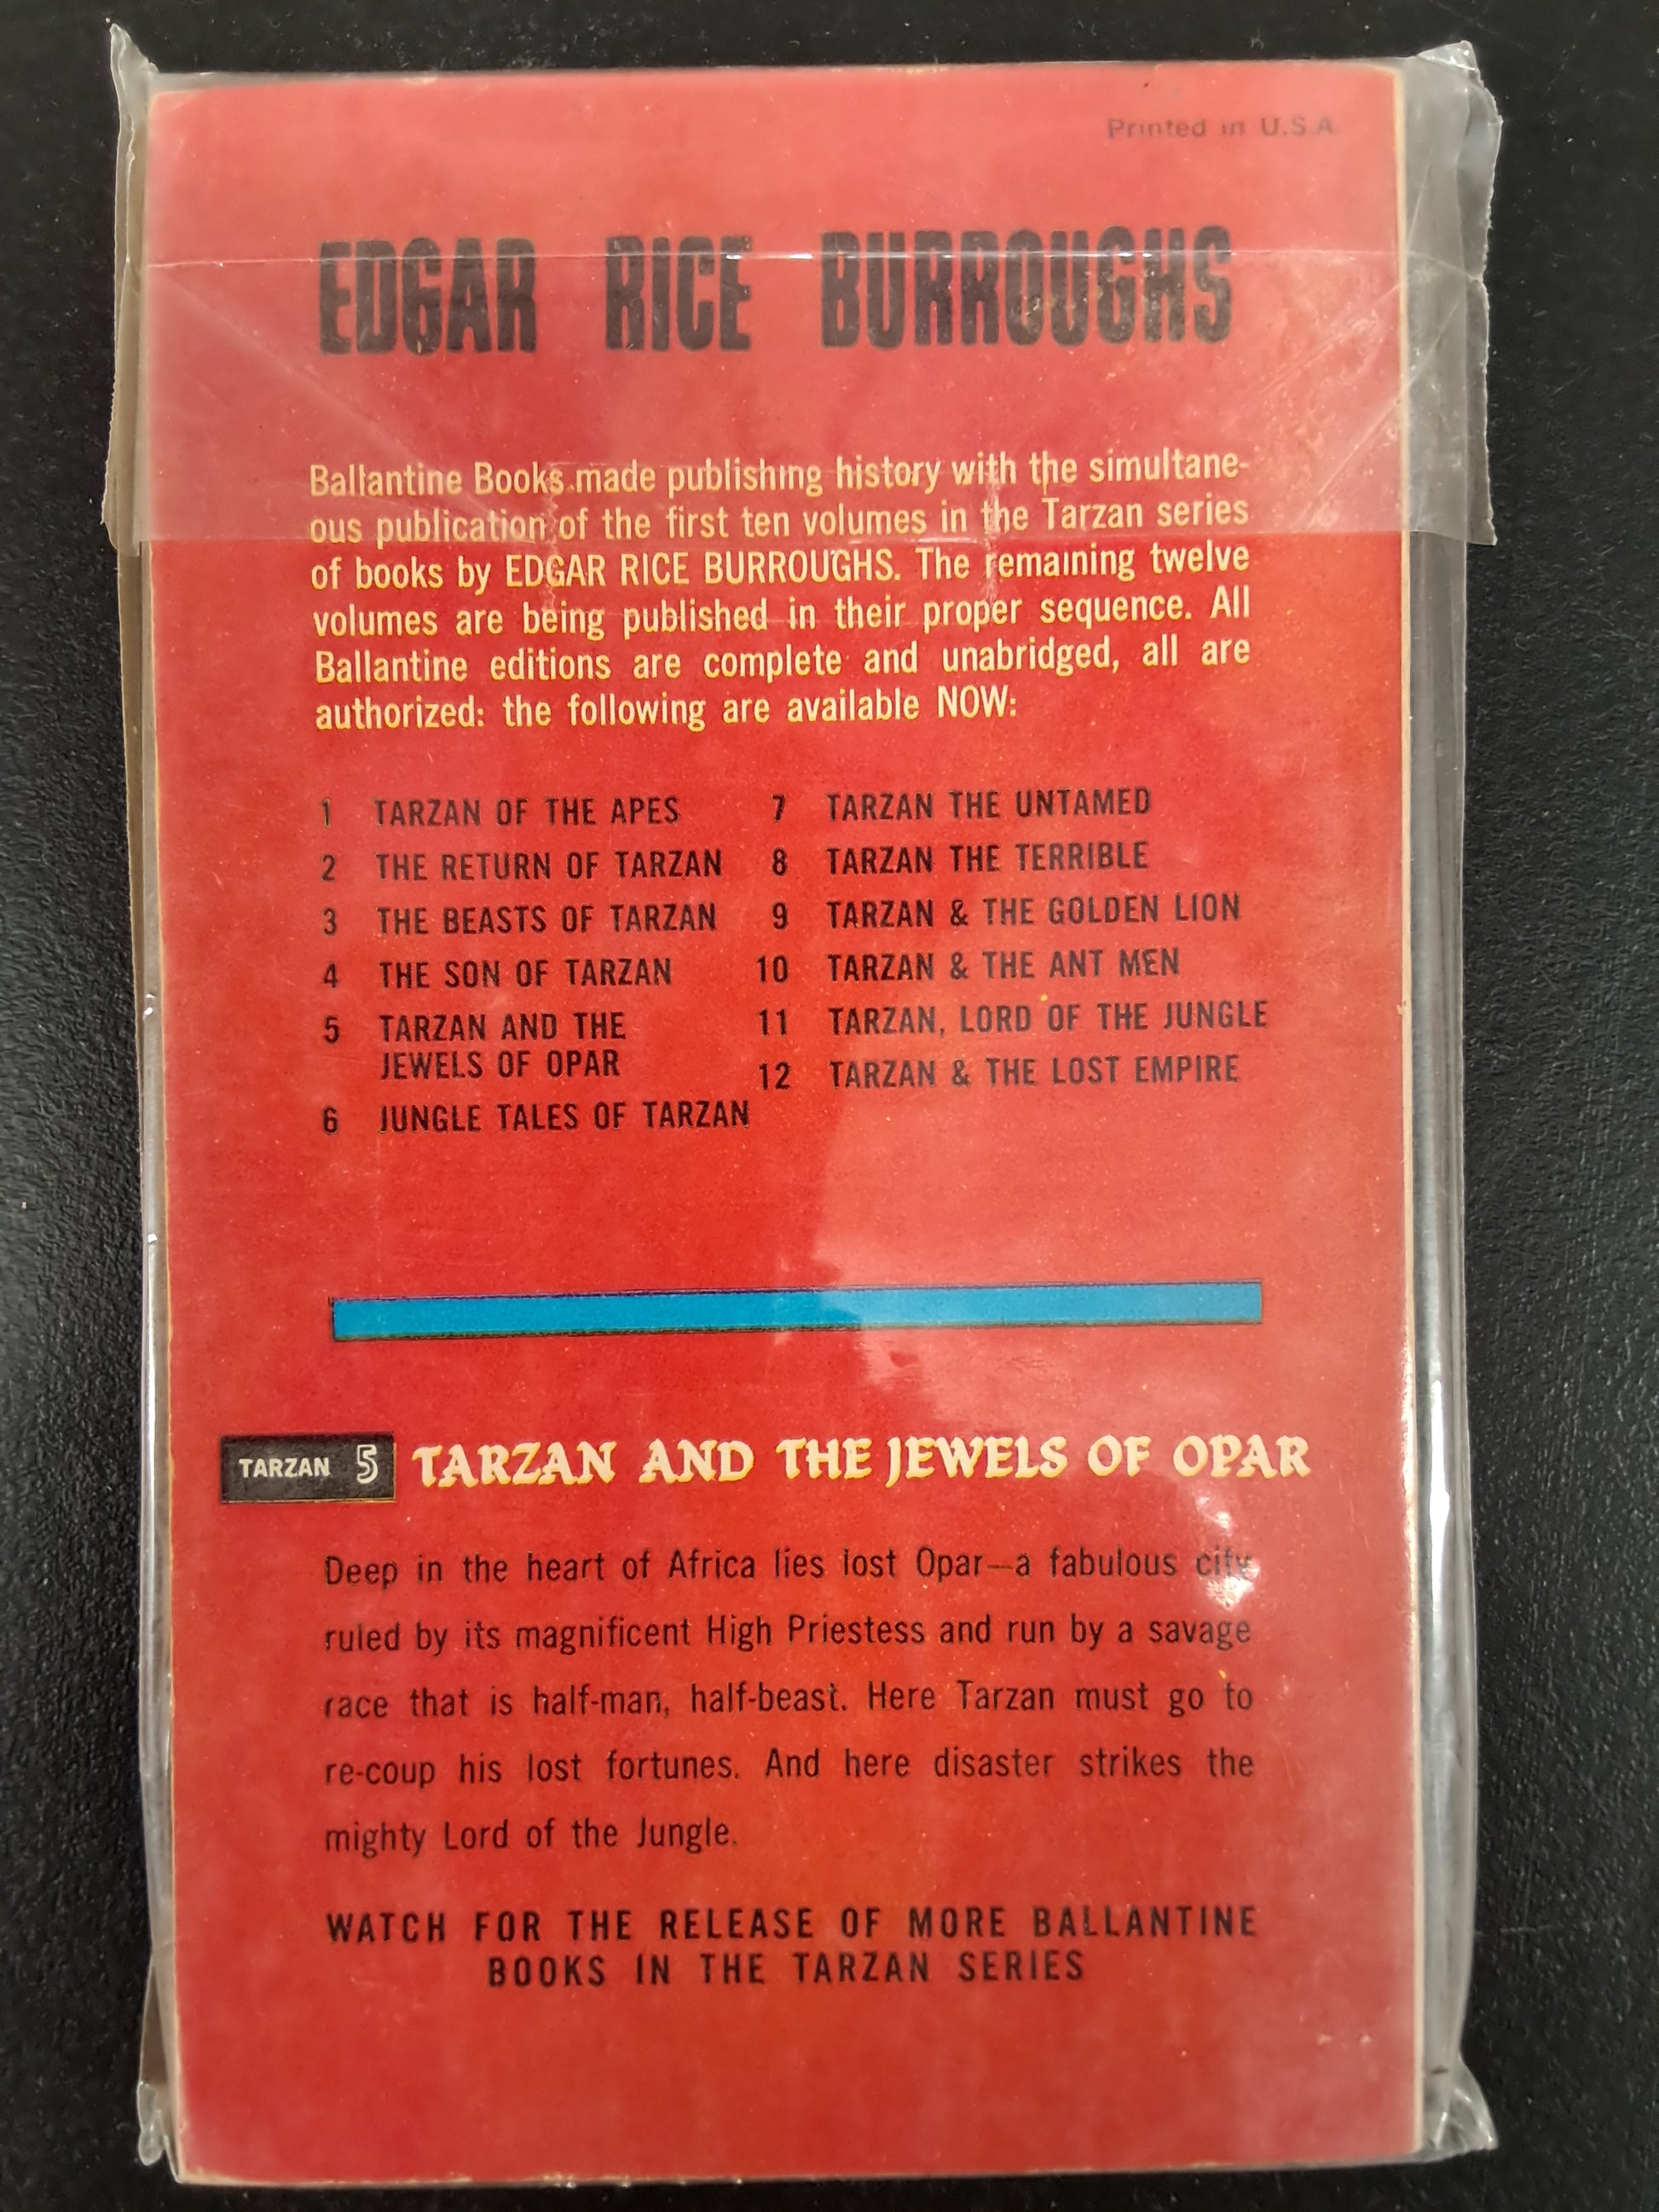 Printed in U.S.A.
EDGAR RICE BURROUGHS
Ballantine Books made publishing history with the simultane-
ous publication of the first ten volumes in the Tarzan series
of books by EDGAR RICE BURROUGHS. The remaining twelve
volumes are being published in their proper sequence. All
Ballantine editions are complete and unabridged, all are
authorized: the following are available NOW:
1 TARZAN OF THE APES
2 THE RETURN OF TARZAN
3 THE BEASTS OF TARZAN
4 THE SON OF TARZAN
5 TARZAN AND THE
JEWELS OF OPAR
6 JUNGLE TALES OF TARZAN
7 TARZAN THE UNTAMED
8 TARZAN THE TERRIBLE
9 TARZAN & THE GOLDEN LION
10 TARZAN & THE ANT MEN
11 TARZAN, LORD OF THE JUNGLE
12 TARZAN & THE LOST EMPIRE
TARZAN 5 TARZAN AND THE JEWELS OF OPAR
Deep in the heart of Africa lies lost Opar—a fabulous city
ruled by its magnificent High Priestess and run by a savage
race that is half-man, half-beast. Here Tarzan must go to
re-coup his lost fortunes. And here disaster strikes the
mighty Lord of the Jungle.
WATCH FOR THE RELEASE OF MORE BALLANTINE
BOOKS IN THE TARZAN SERIES